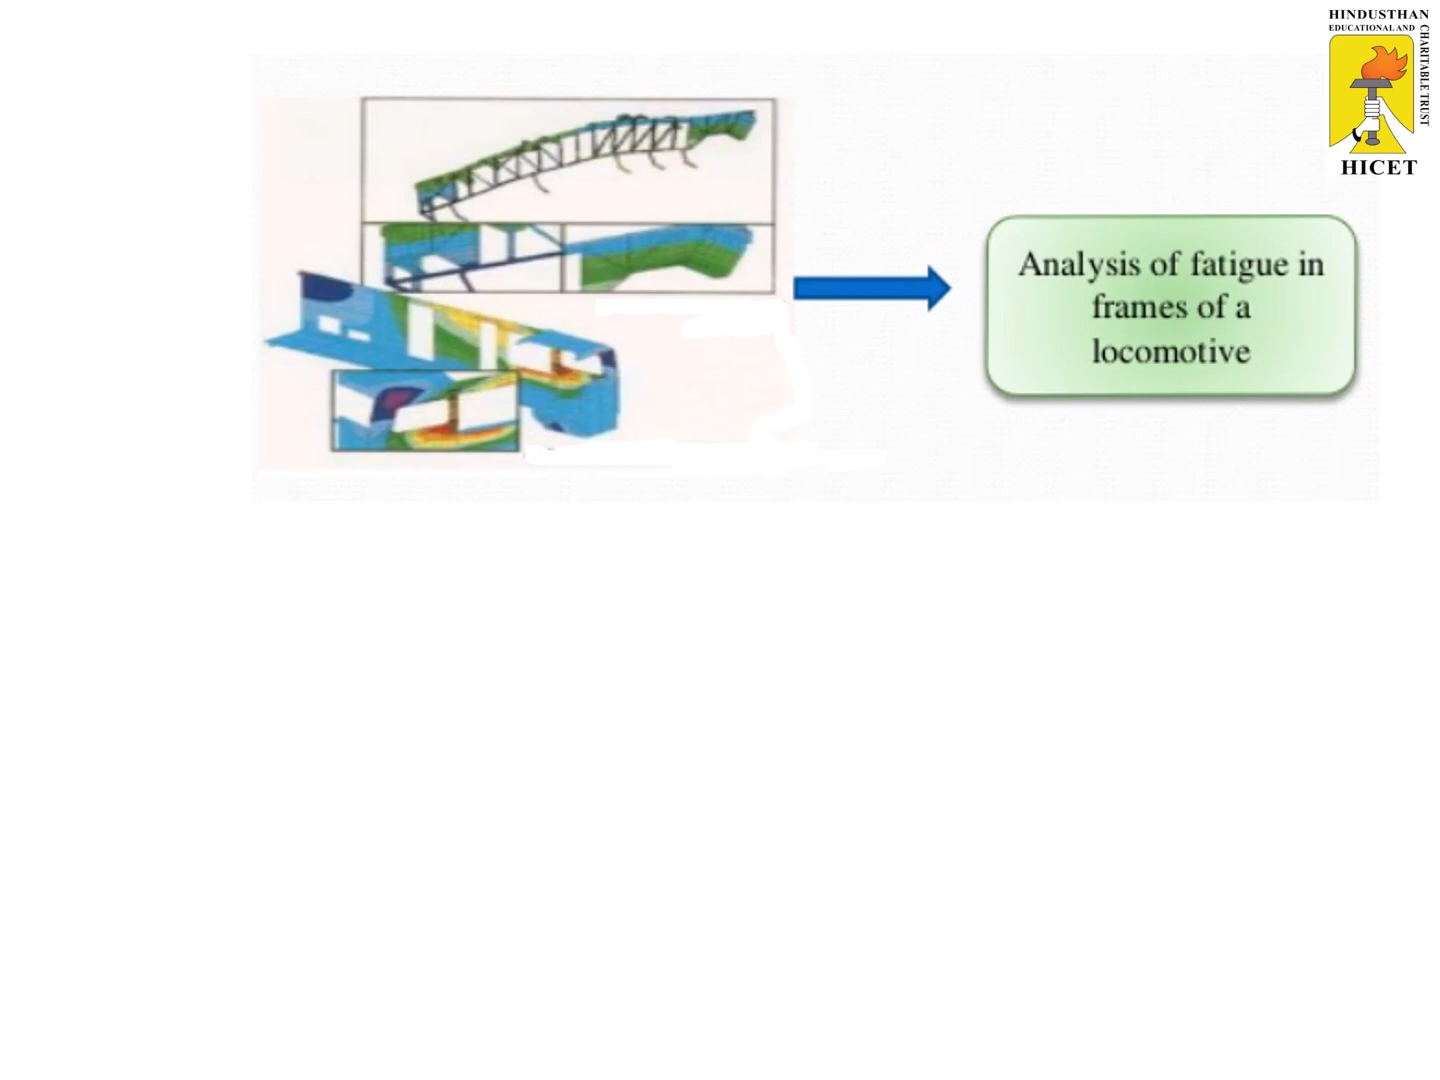 HINDUSTHAN
EDUCATIONAL AND
CHARITABLE TRUST
HICET
Analysis of fatigue in
frames of a
locomotive